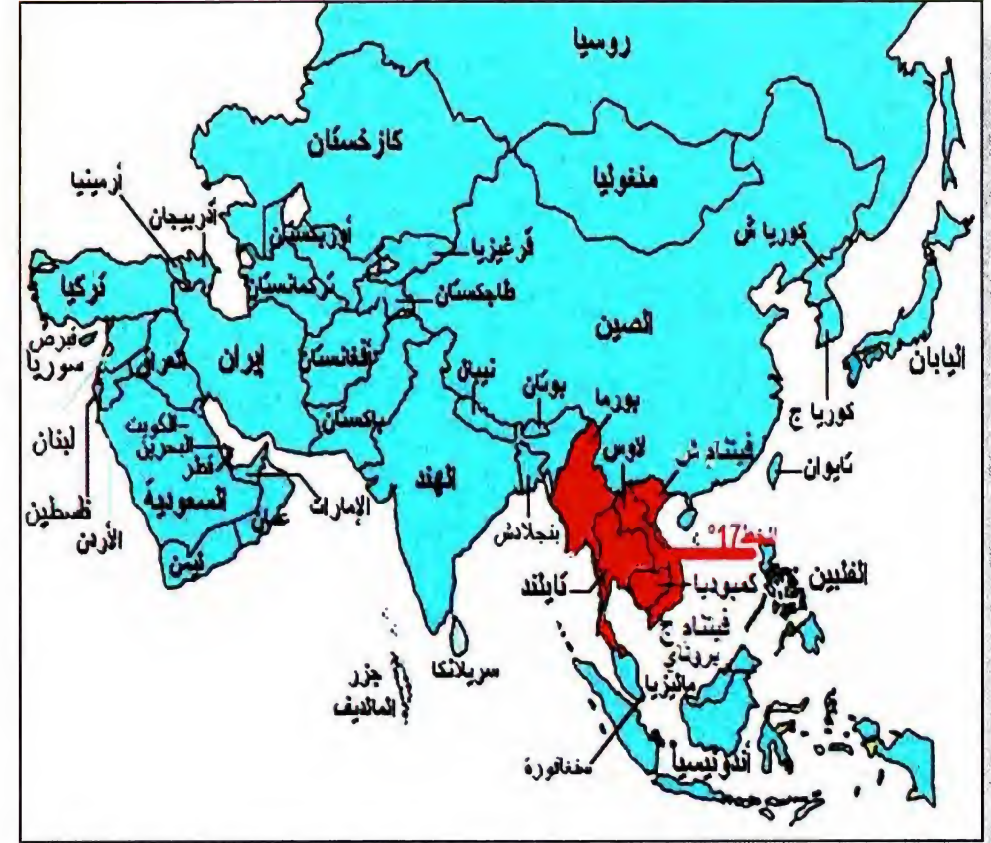 روسيا
كازخستان
منغوليا
أرمينيا
أذربيجان
أوزبكستان
قرغيزيا
كوريا ش
تركيا
تركمانستان
طاجكستان
قبرص
سوريا
العراق
إيران
أفغانستان
الصين
اليابان
نيبال
بوتان
بورما
كوريا ج
لبنان
الكويت
البحرين
قطر
باكستان
الهند
لاوس
فيتنام ش
تايوان
فلسطين
الأردن
السعودية
عمان
الإمارات
بنجلادش
الخط 17°
اليمن
تايلند
كمبوديا
الفلبين
فيتنام ج
بروناي
جزر
المالديف
سريلانكا
ماليزيا
أندونيسيا